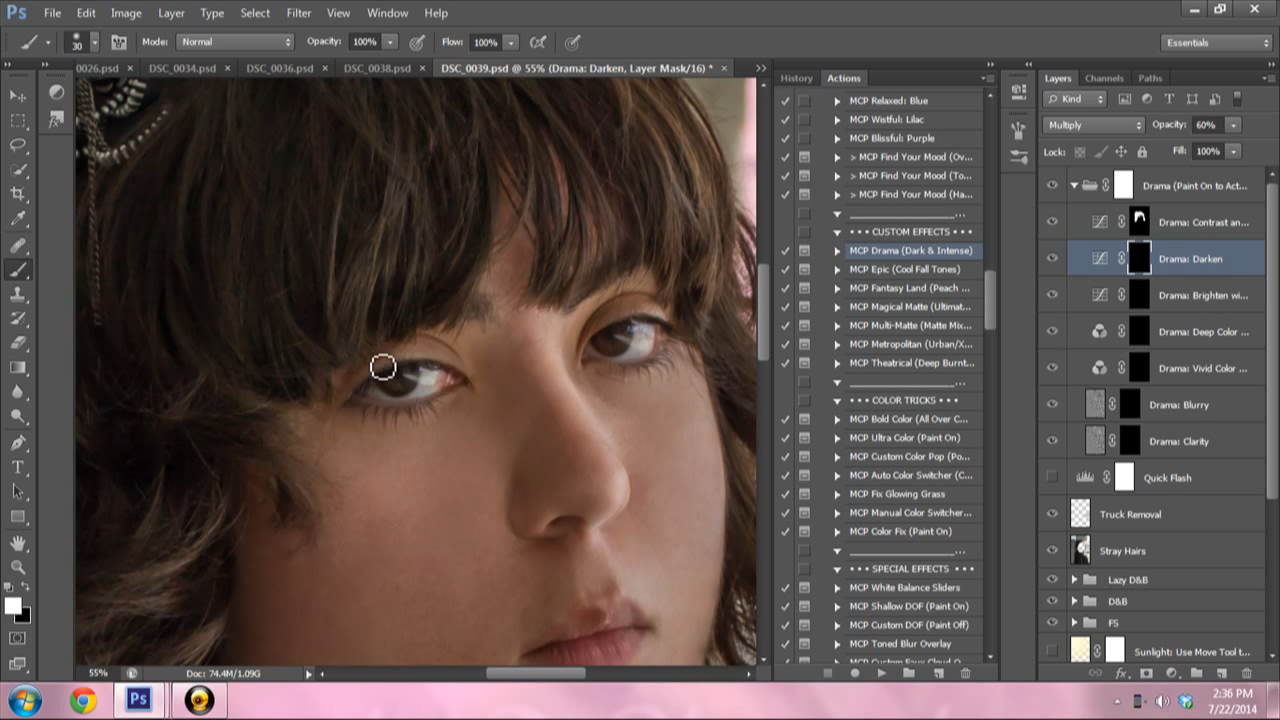 Ps File Edit Image Layer Type Select Filter View Window Help
30 Mode: Normal Opacity: 100% Flow: 100% Essentials
0026.psd × DSC_0034.psd × DSC_0036.psd × DSC_0038.psd × DSC_0039.psd @ 55% (Drama: Darken, Layer Mask/16) * ×
History Actions
MCP Relaxed: Blue
MCP Wistful: Lilac
MCP Blissful: Purple
> MCP Find Your Mood (Ov...
> MCP Find Your Mood (To...
> MCP Find Your Mood (Ha...
• • • CUSTOM EFFECTS • • •
MCP Drama (Dark & Intense)
MCP Epic (Cool Fall Tones)
MCP Fantasy Land (Peach ...
MCP Magical Matte (Ultimat...
MCP Multi-Matte (Matte Mix...
MCP Metropolitan (Urban/X...
MCP Theatrical (Deep Burnt...
• • • COLOR TRICKS • • •
MCP Bold Color (All Over C...
MCP Ultra Color (Paint On)
MCP Custom Color Pop (Po...
MCP Auto Color Switcher (C...
MCP Fix Glowing Grass
MCP Manual Color Switcher...
MCP Color Fix (Paint On)
• • • SPECIAL EFFECTS • • •
MCP White Balance Sliders
MCP Shallow DOF (Paint On)
MCP Custom DOF (Paint Off)
MCP Toned Blur Overlay
MCP Custom Faux Cloud O...
Layers Channels Paths
Kind
Multiply Opacity: 60%
Lock: Fill: 100%
Drama (Paint On to Act...
Drama: Contrast an...
Drama: Darken
Drama: Brighten wi...
Drama: Deep Color ...
Drama: Vivid Color ...
Drama: Blurry
Drama: Clarity
Quick Flash
Truck Removal
Stray Hairs
Lazy D&B
D&B
FS
Sunlight: Use Move Tool t...
55% Doc: 74.4M/1.09G
Ps
2:36 PM
7/22/2014